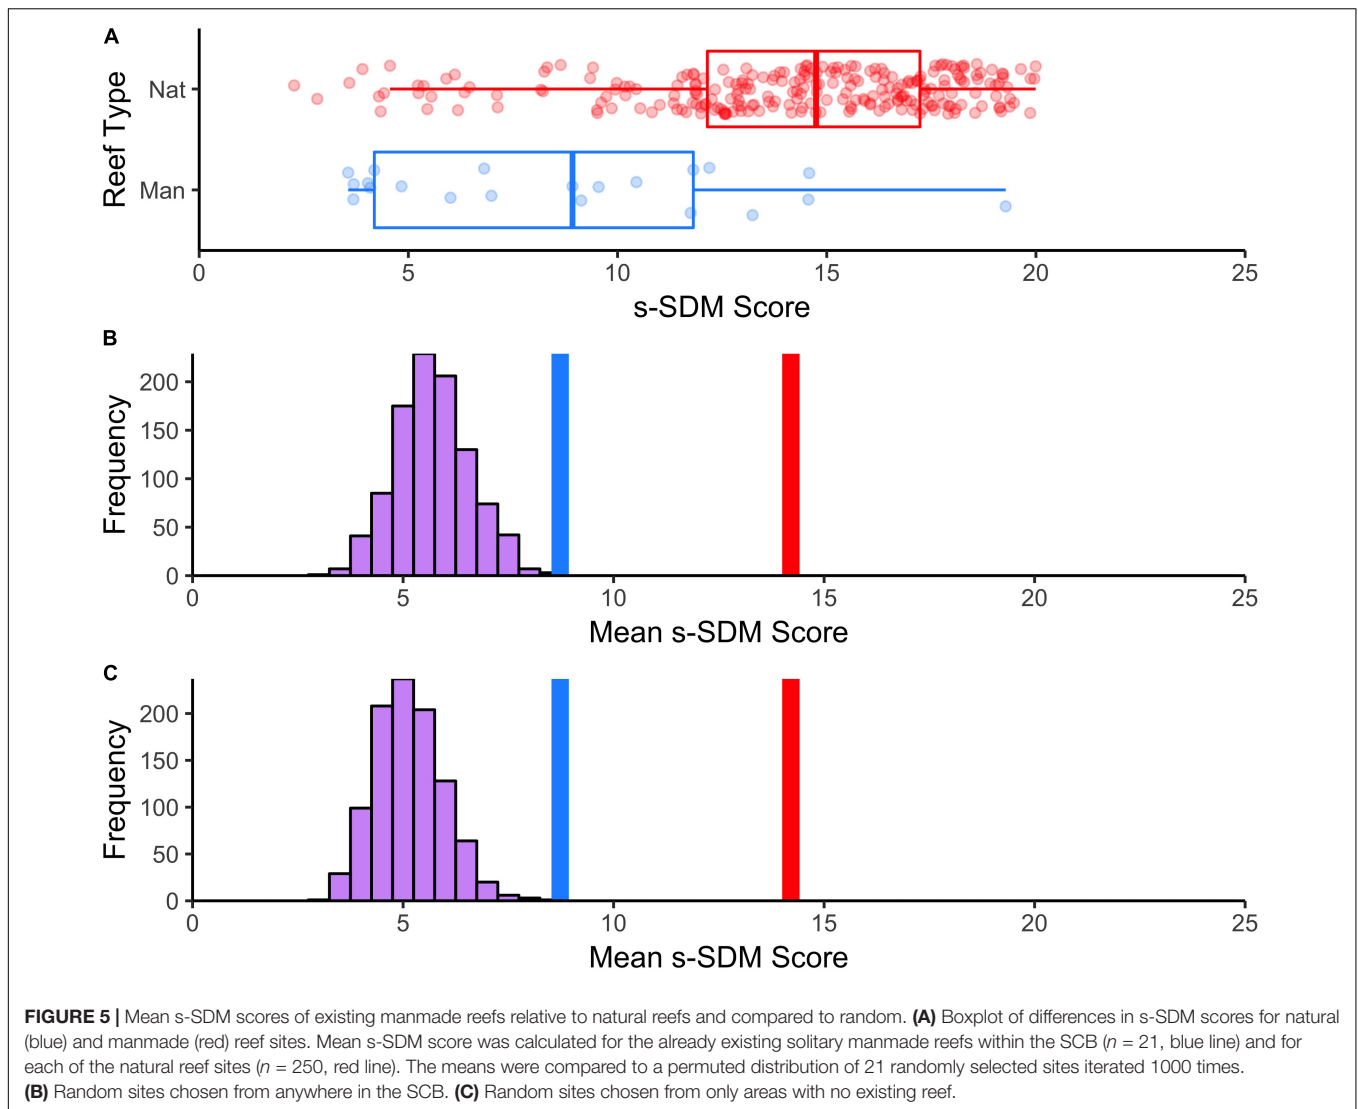 A
Reef Type
Nat
Man
0 5 10 15 20 25
s-SDM Score
B
Frequency
200
150
100
50
0
0 5 10 15 20 25
Mean s-SDM Score
C
Frequency
200
150
100
50
0
0 5 10 15 20 25
Mean s-SDM Score
FIGURE 5 | Mean s-SDM scores of existing manmade reefs relative to natural reefs and compared to random. (A) Boxplot of differences in s-SDM scores for natural
(blue) and manmade (red) reef sites. Mean s-SDM score was calculated for the already existing solitary manmade reefs within the SCB (n = 21, blue line) and for
each of the natural reef sites (n = 250, red line). The means were compared to a permuted distribution of 21 randomly selected sites iterated 1000 times.
(B) Random sites chosen from anywhere in the SCB. (C) Random sites chosen from only areas with no existing reef.